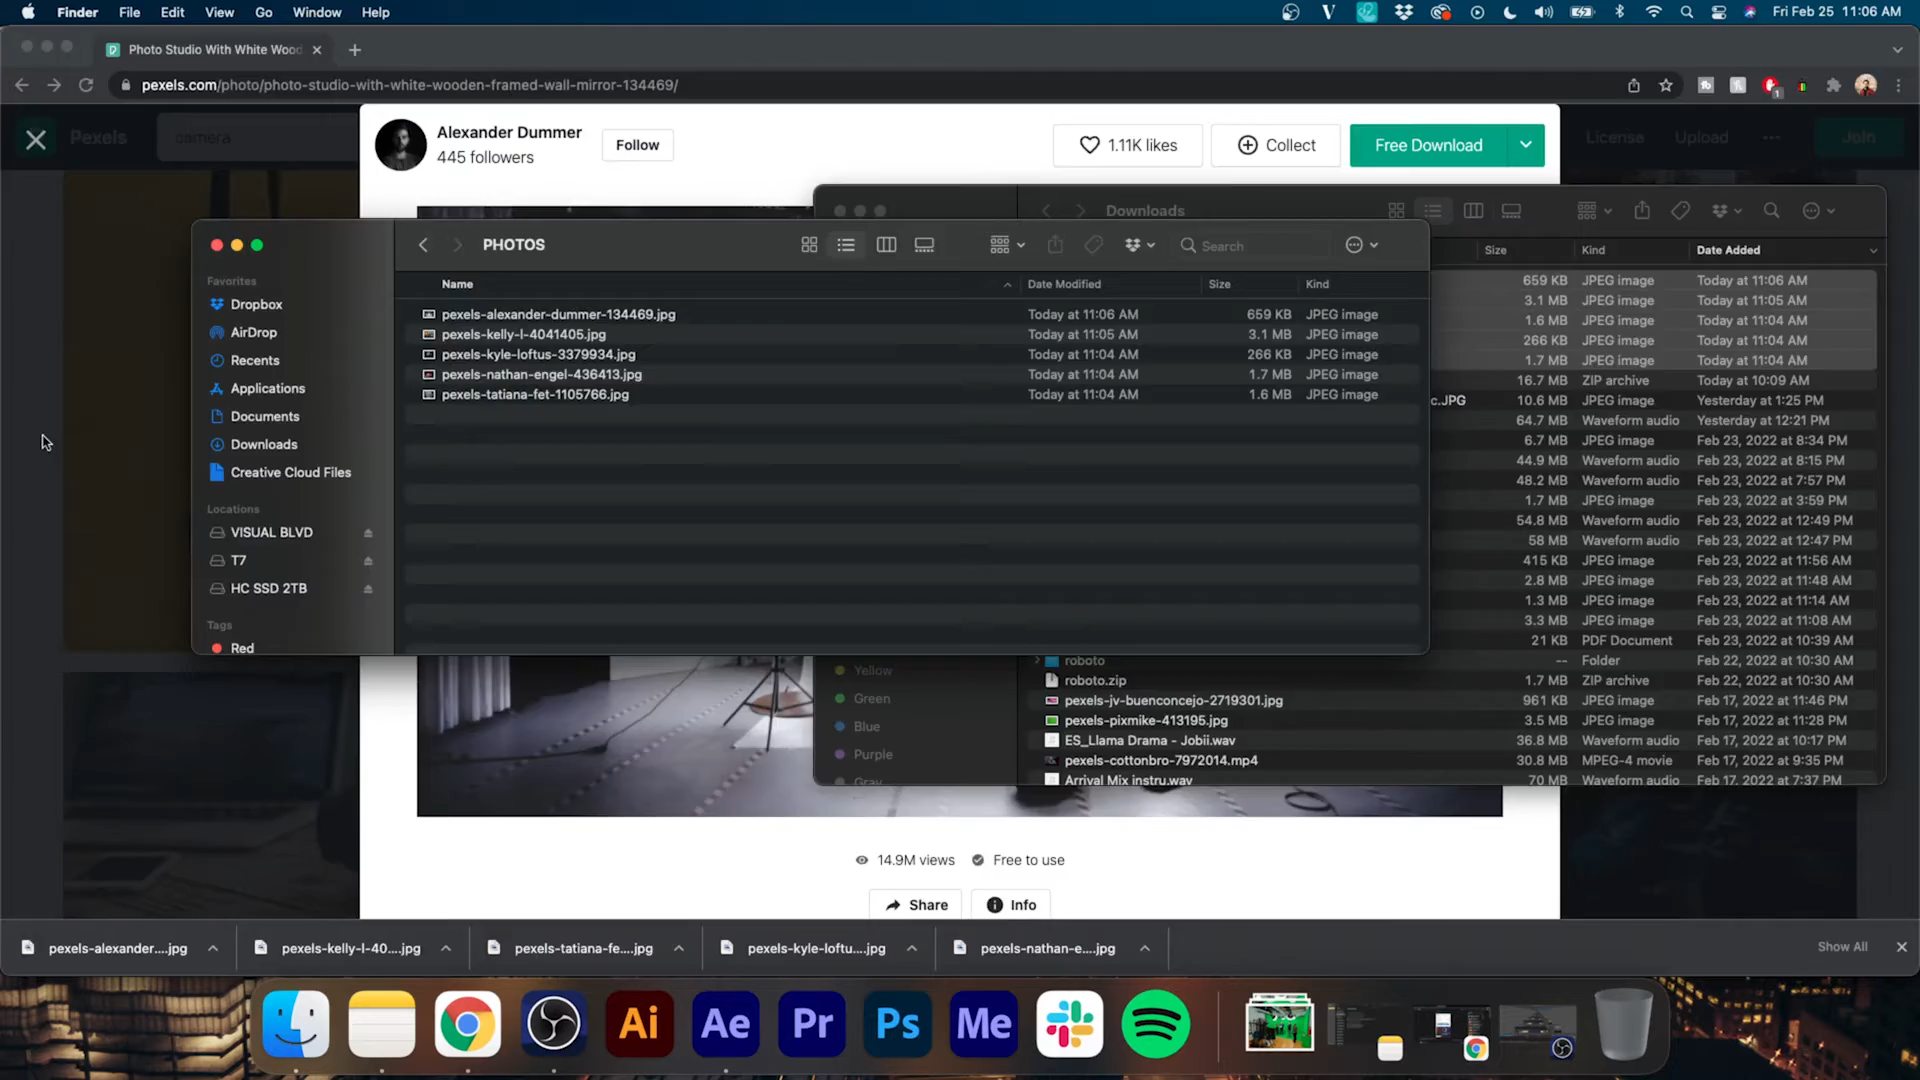 Finder File Edit View Go Window Help
Fri Feb 25 11:06 AM
Photo Studio With White Wood
pexels.com/photo/photo-studio-with-white-wooden-framed-wall-mirror-134469/
Pexels
camera
Alexander Dummer
445 followers
Follow
1.11K likes
Collect
Free Download
License
Upload
Join
Downloads
Size Kind Date Added
PHOTOS
Search
Name Date Modified Size Kind
pexels-alexander-dummer-134469.jpg Today at 11:06 AM 659 KB JPEG image
pexels-kelly-l-4041405.jpg Today at 11:05 AM 3.1 MB JPEG image
pexels-kyle-loftus-3379934.jpg Today at 11:04 AM 266 KB JPEG image
pexels-nathan-engel-436413.jpg Today at 11:04 AM 1.7 MB JPEG image
pexels-tatiana-fet-1105766.jpg Today at 11:04 AM 1.6 MB JPEG image
Favorites
Dropbox
AirDrop
Recents
Applications
Documents
Downloads
Creative Cloud Files
Locations
VISUAL BLVD
T7
HC SSD 2TB
Tags
Red
659 KB JPEG image Today at 11:06 AM
3.1 MB JPEG image Today at 11:05 AM
1.6 MB JPEG image Today at 11:04 AM
266 KB JPEG image Today at 11:04 AM
1.7 MB JPEG image Today at 11:04 AM
16.7 MB ZIP archive Today at 10:09 AM
c.JPG 10.6 MB JPEG image Yesterday at 1:25 PM
64.7 MB Waveform audio Yesterday at 12:21 PM
6.7 MB JPEG image Feb 23, 2022 at 8:34 PM
44.9 MB Waveform audio Feb 23, 2022 at 8:15 PM
48.2 MB Waveform audio Feb 23, 2022 at 7:57 PM
1.7 MB JPEG image Feb 23, 2022 at 3:59 PM
54.8 MB Waveform audio Feb 23, 2022 at 12:49 PM
58 MB Waveform audio Feb 23, 2022 at 12:47 PM
415 KB JPEG image Feb 23, 2022 at 11:56 AM
2.8 MB JPEG image Feb 23, 2022 at 11:48 AM
1.3 MB JPEG image Feb 23, 2022 at 11:14 AM
3.3 MB JPEG image Feb 23, 2022 at 11:08 AM
21 KB PDF Document Feb 23, 2022 at 10:39 AM
roboto -- Folder Feb 22, 2022 at 10:30 AM
roboto.zip 1.7 MB ZIP archive Feb 22, 2022 at 10:30 AM
pexels-jv-buenconcejo-2719301.jpg 961 KB JPEG image Feb 17, 2022 at 11:46 PM
pexels-pixmike-413195.jpg 3.5 MB JPEG image Feb 17, 2022 at 11:28 PM
ES_Llama Drama - Jobii.wav 36.8 MB Waveform audio Feb 17, 2022 at 10:17 PM
pexels-cottonbro-7972014.mp4 30.8 MB MPEG-4 movie Feb 17, 2022 at 9:35 PM
Arrival Mix instru.wav 70 MB Waveform audio Feb 17, 2022 at 7:37 PM
Yellow
Green
Blue
Purple
Gray
14.9M views
Free to use
Share
Info
pexels-alexander....jpg
pexels-kelly-l-40....jpg
pexels-tatiana-fe....jpg
pexels-kyle-loftu....jpg
pexels-nathan-e....jpg
Show All
Ai Ae Pr Ps Me